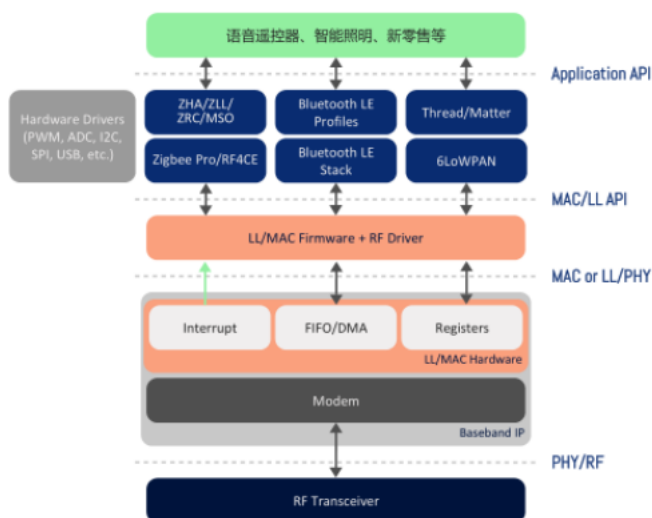 语音遥控器、智能照明、新零售等
Application API
Hardware Drivers
(PWM, ADC, I2C,
SPI, USB, etc.)
ZHA/ZLL/
ZRC/MSO
Bluetooth LE
Profiles
Thread/Matter
Zigbee Pro/RF4CE
Bluetooth LE
Stack
6LoWPAN
MAC/LL API
LL/MAC Firmware + RF Driver
MAC or LL/PHY
Interrupt
FIFO/DMA
Registers
LL/MAC Hardware
Modem
Baseband IP
PHY/RF
RF Transceiver